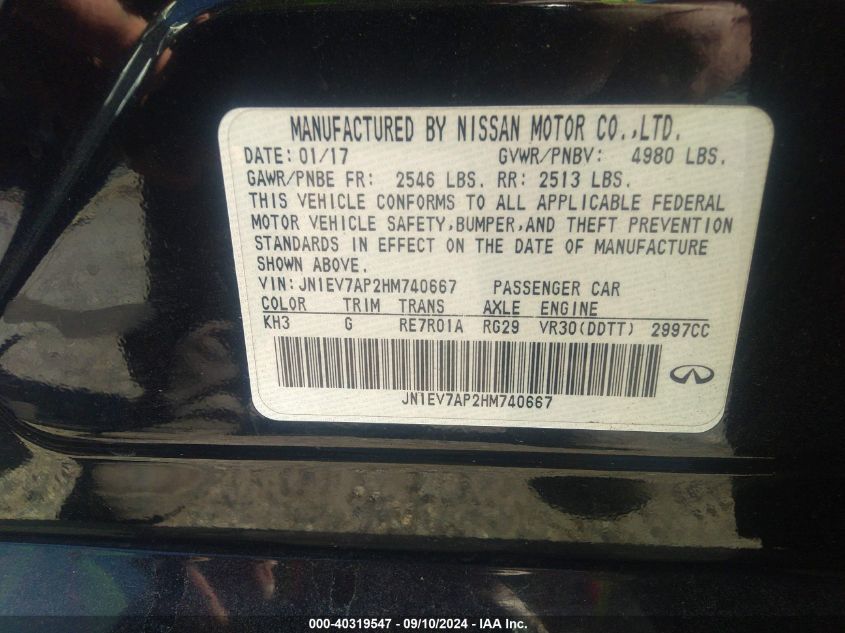 MANUFACTURED BY NISSAN MOTOR CO.,LTD.
DATE: 01/17 GVWR/PNBV: 4980 LBS.
GAWR/PNBE FR: 2546 LBS. RR: 2513 LBS.
THIS VEHICLE CONFORMS TO ALL APPLICABLE FEDERAL
MOTOR VEHICLE SAFETY,BUMPER,AND THEFT PREVENTION
STANDARDS IN EFFECT ON THE DATE OF MANUFACTURE
SHOWN ABOVE.
VIN:JN1EV7AP2HM740667 PASSENGER CAR
COLOR TRIM TRANS AXLE ENGINE
KH3 G RE7R01A RG29 VR30(DDTT) 2997CC
JN1EV7AP2HM740667
000-40319547 - 09/10/2024 - IAA Inc.